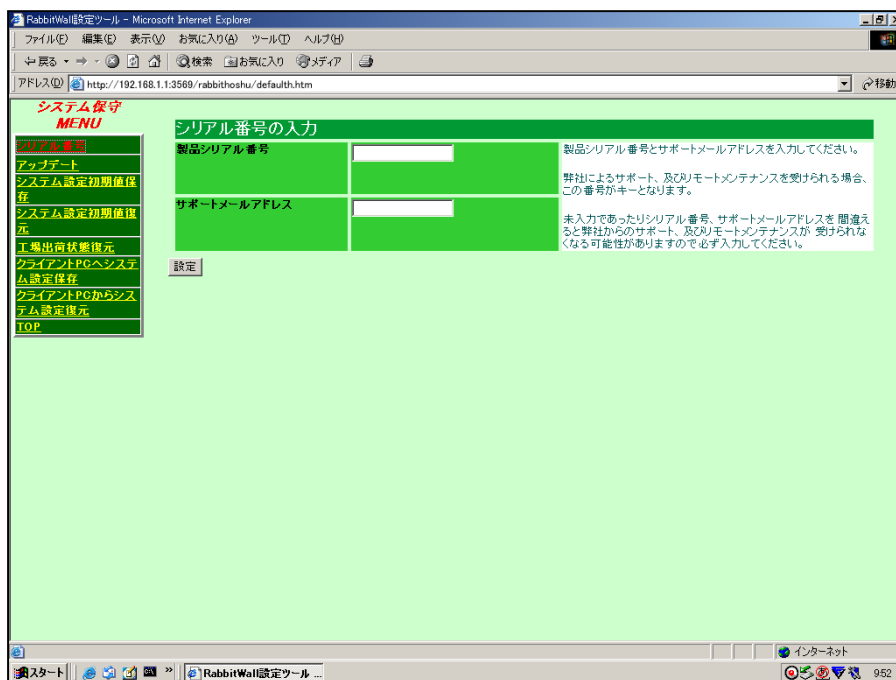 RabbitWall設定ツール - Microsoft Internet Explorer
ファイル(F) 編集(E) 表示(V) お気に入り(A) ツール(T) ヘルプ(H)
戻る 検索 お気に入り メディア
アドレス(D) http://192.168.1.1:3569/rabbithoshu/defaulth.htm 移動
システム保守
MENU
シリアル番号
アップデート
システム設定初期値保
存
システム設定初期値復
元
工場出荷状態復元
クライアントPCへシステ
ム設定保存
クライアントPCからシス
テム設定復元
TOP
シリアル番号の入力
製品シリアル番号
サポートメールアドレス
設定
製品シリアル番号とサポートメールアドレスを入力してください。
弊社によるサポート、及びリモートメンテナンスを受けられる場合、
この番号がキーとなります。
未入力であったりシリアル番号、サポートメールアドレスを 間違え
ると弊社からのサポート、及びリモートメンテナンスが 受けられな
くなる可能性がありますので必ず入力してください。
インターネット
スタート » RabbitWall設定ツール ... 9:52